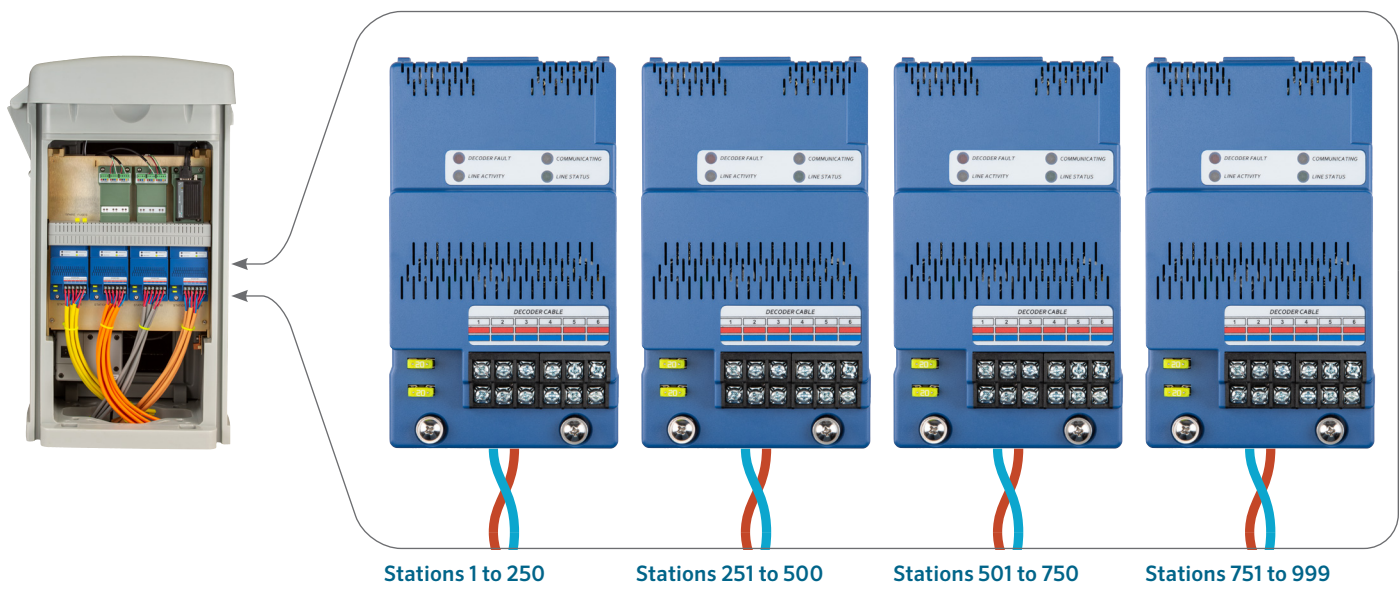 DECODER FAULT COMMUNICATING
LINE ACTIVITY LINE STATUS
DECODER CABLE
1 2 3 4 5 6
20
20
DECODER FAULT COMMUNICATING
LINE ACTIVITY LINE STATUS
DECODER CABLE
1 2 3 4 5 6
20
20
DECODER FAULT COMMUNICATING
LINE ACTIVITY LINE STATUS
DECODER CABLE
1 2 3 4 5 6
20
20
DECODER FAULT COMMUNICATING
LINE ACTIVITY LINE STATUS
DECODER CABLE
1 2 3 4 5 6
20
20
Stations 1 to 250
Stations 251 to 500
Stations 501 to 750
Stations 751 to 999